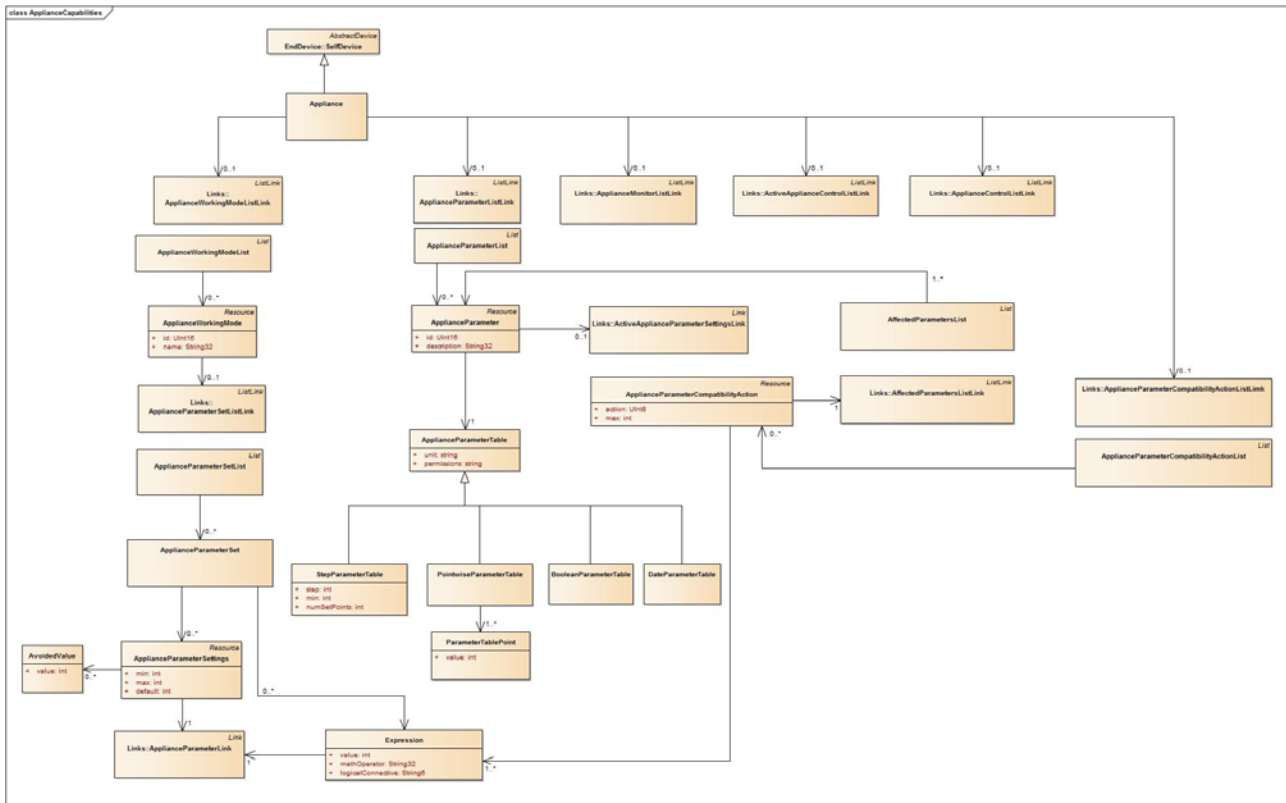 class ApplianceCapabilities
AbstractDevice
EndDevice::SelfDevice
Appliance
/0..1
/0..1
/0..1
/0..1
/0..1
ListLink
Links::
ApplianceWorkingModeListLink
ListLink
Links::
ApplianceParameterListLink
ListLink
Links::ApplianceMonitorListLink
ListLink
Links::ActiveApplianceControlListLink
ListLink
Links::ApplianceControlListLink
List
ApplianceWorkingModeList
List
ApplianceParameterList
/0..*
/0..*
1..*
Resource
ApplianceWorkingMode
+ id: UInt16
+ name: String32
Resource
ApplianceParameter
+ id: UInt16
+ description: String32
Link
Links::ActiveApplianceParameterSettingsLink
0..1
List
AffectedParametersList
/0..1
/0..1
ListLink
Links::
ApplianceParameterSetListLink
Resource
ApplianceParameterCompatibilityAction
+ action: UInt8
+ max: int
1
ListLink
Links::AffectedParametersListLink
ListLink
Links::ApplianceParameterCompatibilityActionListLimk
/1
0..*
ApplianceParameterTable
+ unit: string
+ permissions: string
List
ApplianceParameterCompatibilityActionList
List
ApplianceParameterSetList
/0..*
ApplianceParameterSet
StepParameterTable
+ step: int
+ min: int
+ numSetPoints: int
PointwiseParameterTable
BooleanParameterTable
DateParameterTable
/1..*
ParameterTablePoint
+ value: int
/0..*
AvoidedValue
+ value: int
0..*
Resource
ApplianceParameterSettings
+ min: int
+ max: int
+ default: int
0..*
/1
Link
Links::ApplianceParameterLink
1
Expression
+ value: int
+ mathOperator: String32
+ logicalConnective: String6
1..*